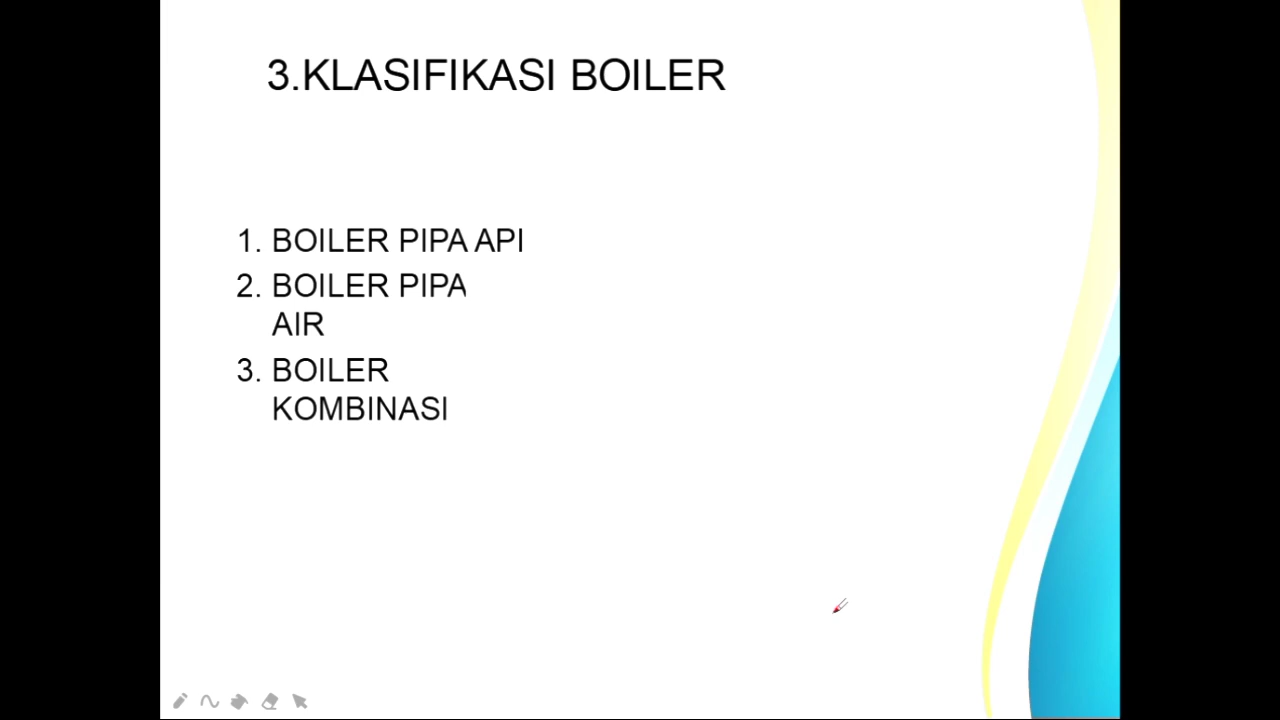 3.KLASIFIKASI BOILER
1. BOILER PIPA API
2. BOILER PIPA
AIR
3. BOILER
KOMBINASI